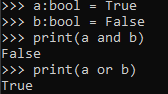 >>> a:bool = True
>>> b:bool = False
>>> print(a and b)
False
>>> print(a or b)
True